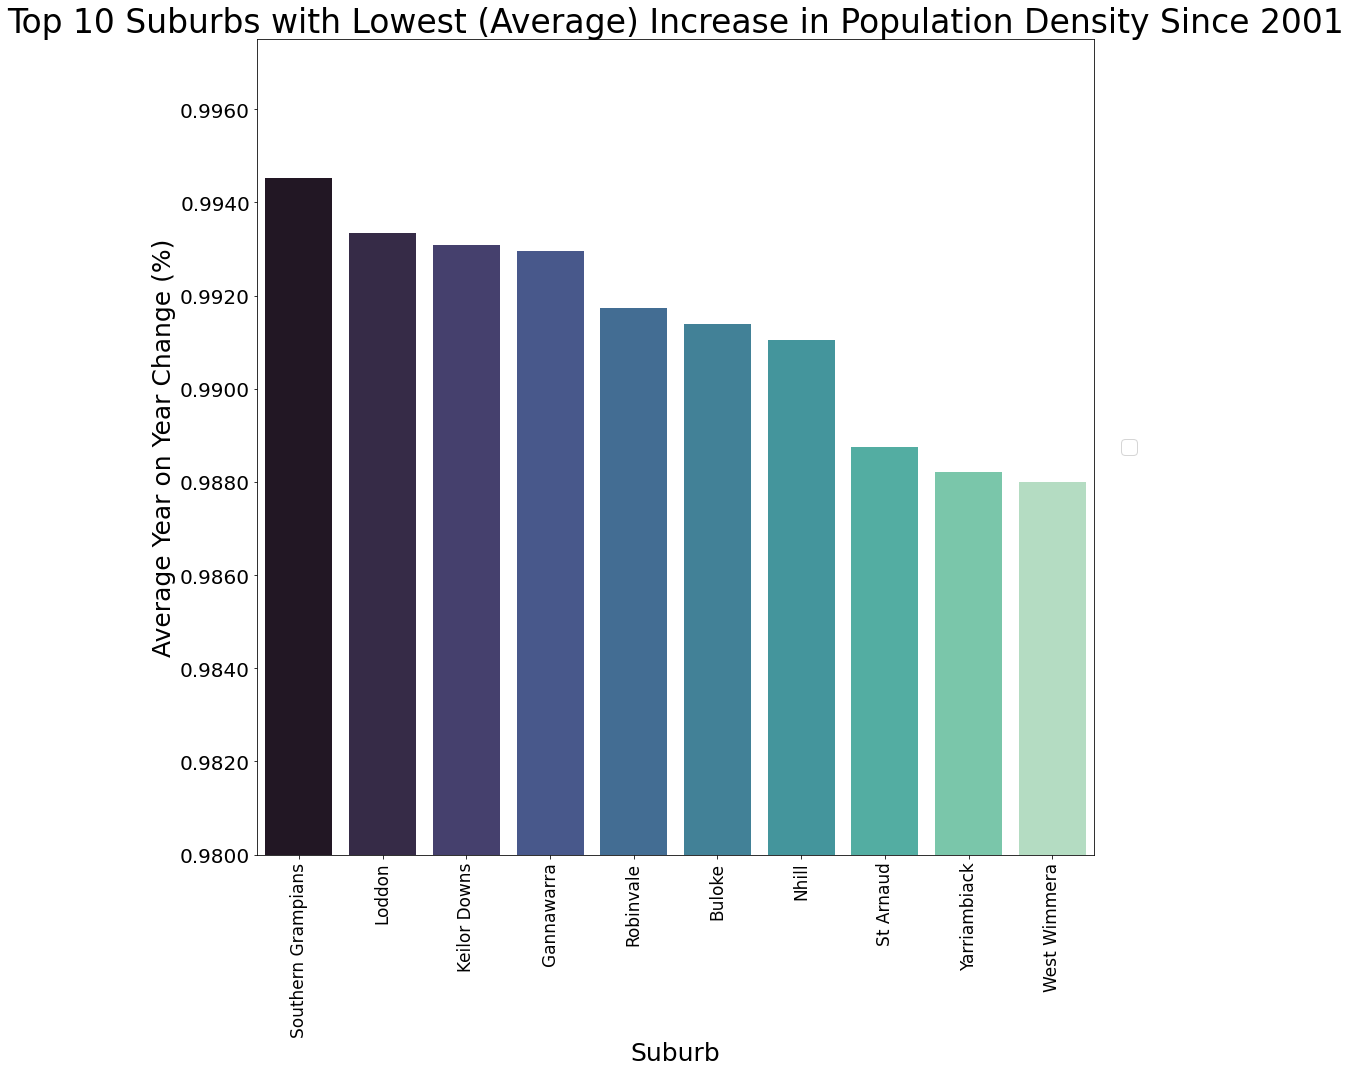 Top 10 Suburbs with Lowest (Average) Increase in Population Density Since 2001
Average Year on Year Change (%)
0.9960
0.9940
0.9920
0.9900
0.9880
0.9860
0.9840
0.9820
0.9800
Southern Grampians
Loddon
Keilor Downs
Gannawarra
Robinvale
Buloke
Nhill
St Arnaud
Yarriambiack
West Wimmera
Suburb